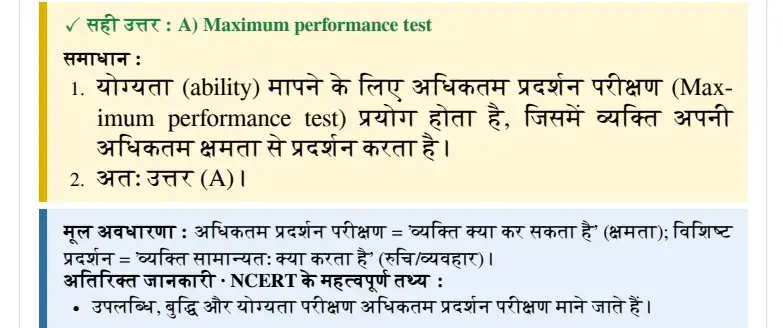 ✓ सही उत्तर : A) Maximum performance test
समाधान :
1. योग्यता (ability) मापने के लिए अधिकतम प्रदर्शन परीक्षण (Max-
imum performance test) प्रयोग होता है, जिसमें व्यक्ति अपनी
अधिकतम क्षमता से प्रदर्शन करता है।
2. अतः उत्तर (A)।
मूल अवधारणा : अधिकतम प्रदर्शन परीक्षण = 'व्यक्ति क्या कर सकता है' (क्षमता); विशिष्ट
प्रदर्शन = 'व्यक्ति सामान्यतः क्या करता है' (रुचि/व्यवहार)।
अतिरिक्त जानकारी · NCERT के महत्वपूर्ण तथ्य :
• उपलब्धि, बुद्धि और योग्यता परीक्षण अधिकतम प्रदर्शन परीक्षण माने जाते हैं।